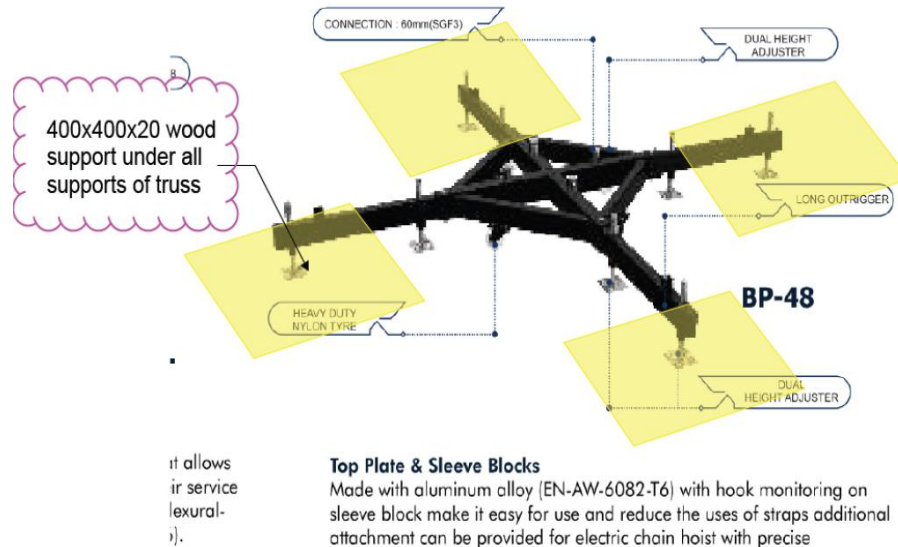 CONNECTION : 60mm(SGF3)
DUAL HEIGHT
ADJUSTER
400x400x20 wood
support under all
supports of truss
LONG OUTRIGGER
HEAVY DUTY
NYLON TYRE
BP-48
DUAL
HEIGHT ADJUSTER
allows
service
Top Plate & Sleeve Blocks
Made with aluminum alloy (EN-AW-6082-T6) with hook monitoring on
sleeve block make it easy for use and reduce the uses of straps additional
attachment can be provided for electric chain hoist with precise